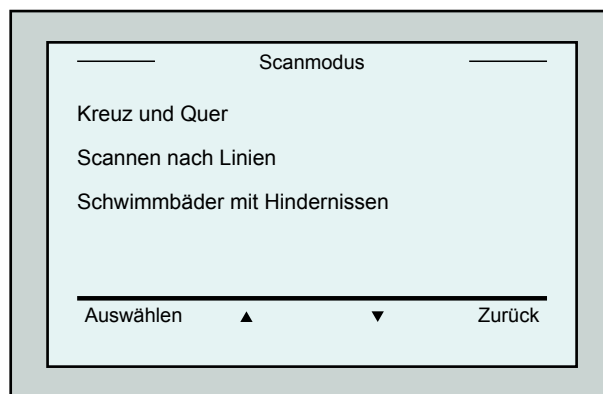 Scanmodus
Kreuz und Quer
Scannen nach Linien
Schwimmbäder mit Hindernissen
Auswählen ▲ ▼ Zurück